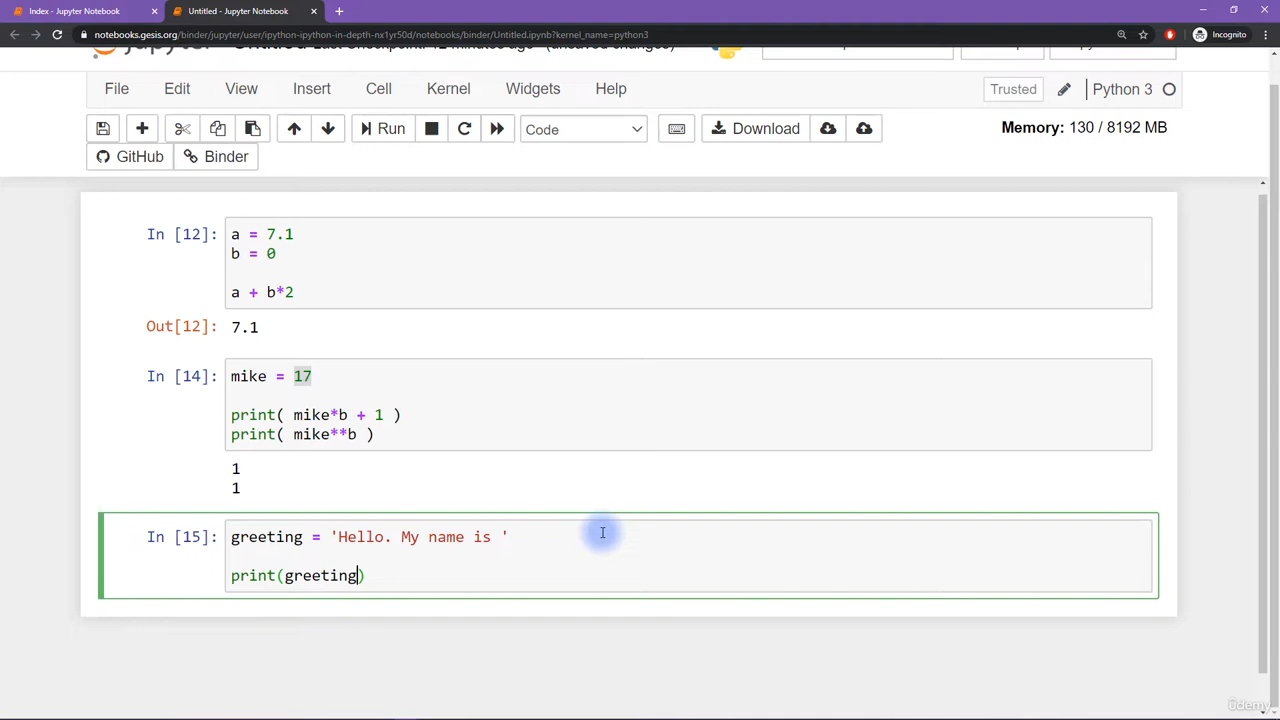 Index - Jupyter Notebook
Untitled - Jupyter Notebook
notebooks.gesis.org/binder/jupyter/user/ipython-ipython-in-depth-nx1yr50d/notebooks/binder/Untitled.ipynb?kernel_name=python3
Incognito
File Edit View Insert Cell Kernel Widgets Help
Trusted
Python 3
Run
Code
Download
Memory: 130 / 8192 MB
GitHub
Binder
In [12]:
a = 7.1
b = 0
a + b*2
Out[12]: 7.1
In [14]:
mike = 17
print( mike*b + 1 )
print( mike**b )
1
1
In [15]:
greeting = 'Hello. My name is '
print(greeting)
ûdemy